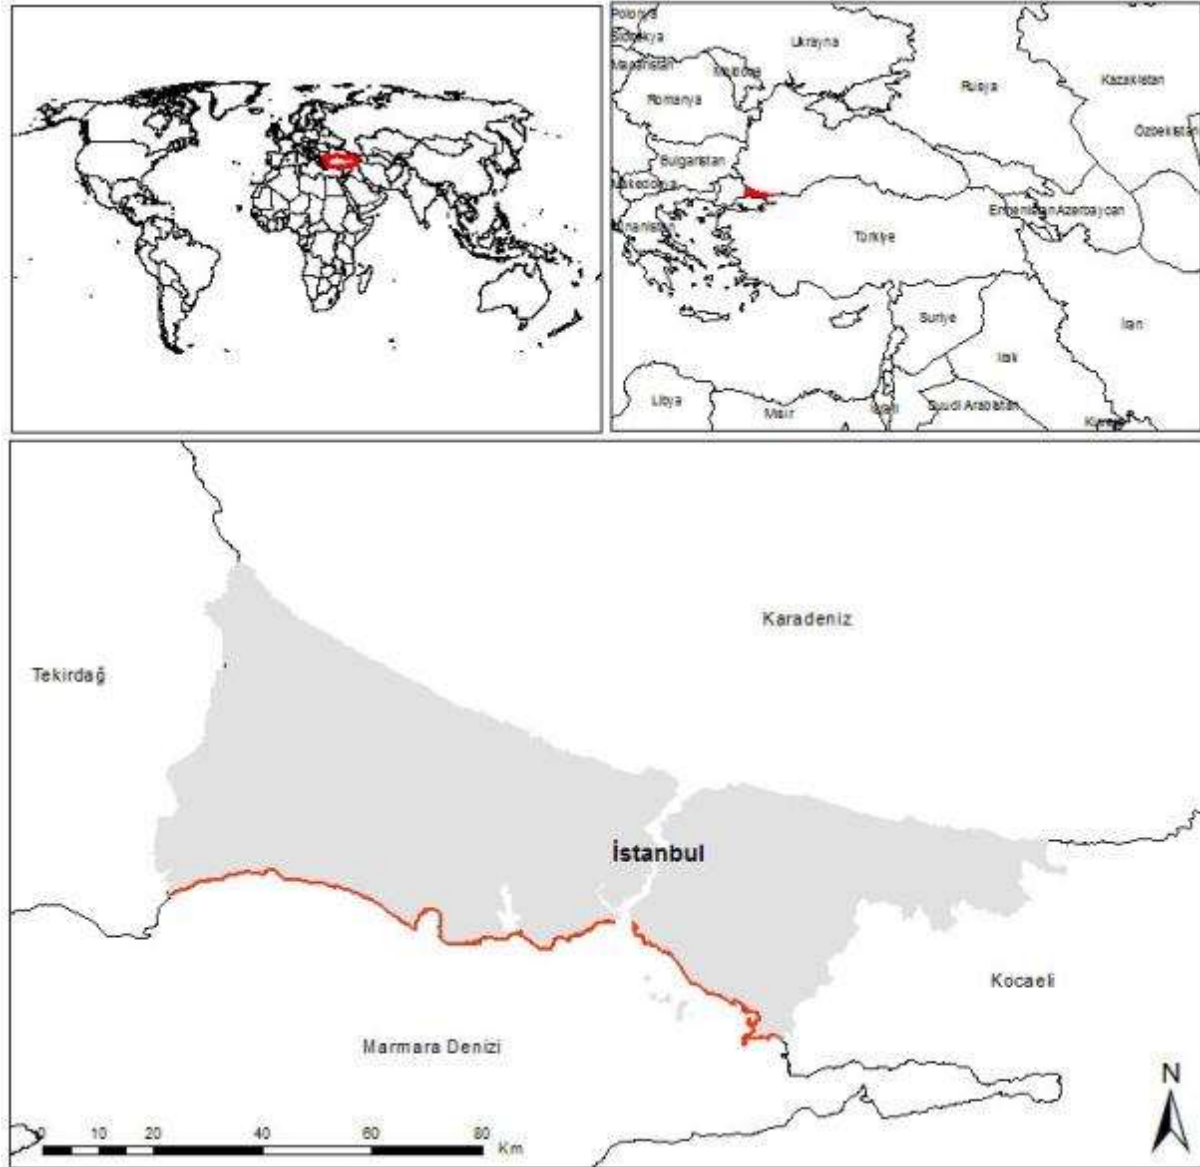 Polonya
Ukrayna
Moldova
Romanya
Rusya
Kazakistan
Özbekistan
Bulgaristan
Makedonya
Ermenistan Azerbaycan
Türkiye
Suriye
İran
Irak
Libya
Mısır
Suudi Arabistan
Karadeniz
Tekirdağ
İstanbul
Kocaeli
Marmara Denizi
N
0 10 20 40 60 80
Km